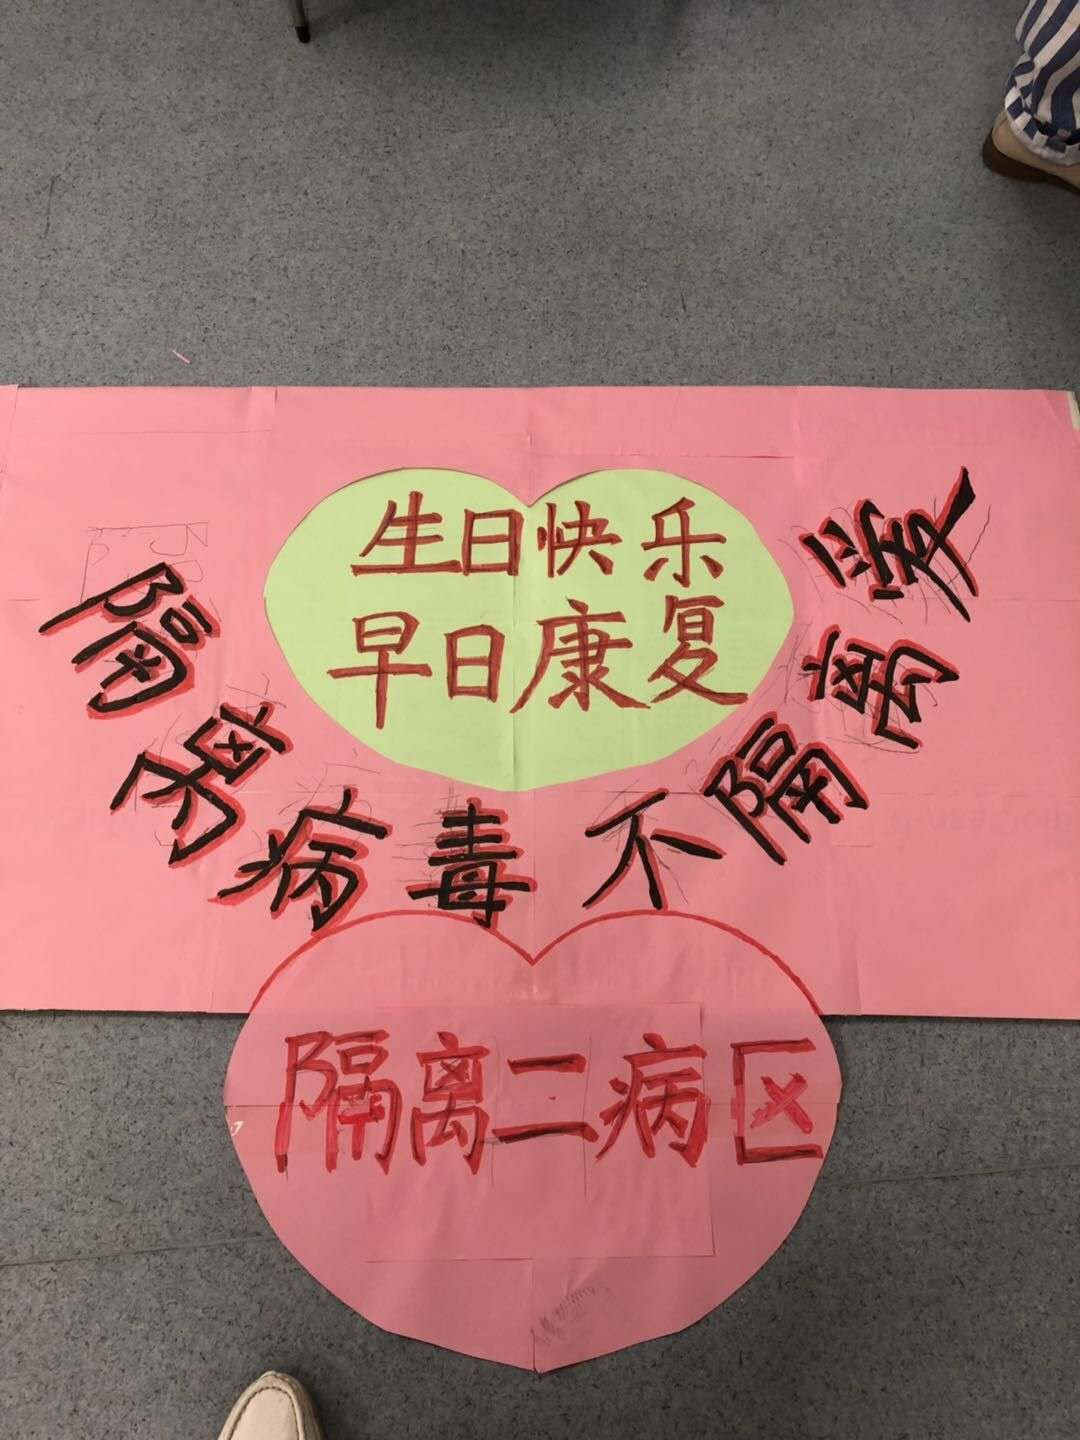 生日快乐
早日康复
隔离病毒不隔离爱
隔离二病区